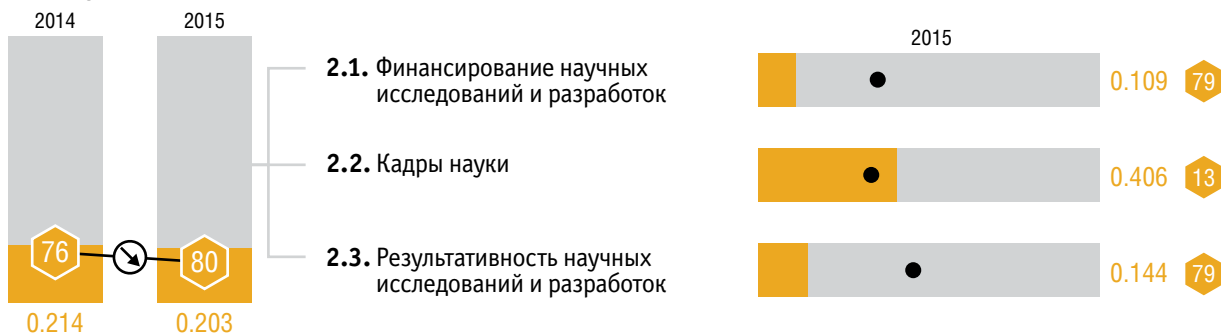 2014
2015
76
80
0.214
0.203
2.1. Финансирование научных
исследований и разработок
2.2. Кадры науки
2.3. Результативность научных
исследований и разработок
2015
0.109
79
0.406
13
0.144
79